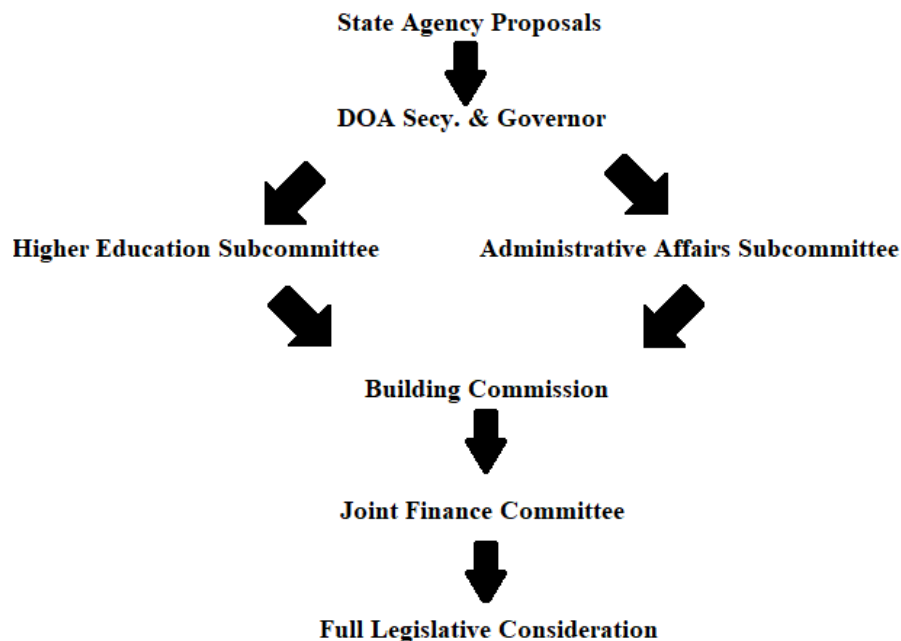 State Agency Proposals
DOA Secy. & Governor
Higher Education Subcommittee
Administrative Affairs Subcommittee
Building Commission
Joint Finance Committee
Full Legislative Consideration